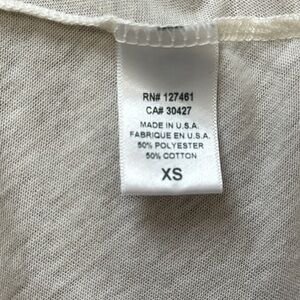 RN# 127461
CA# 30427
MADE IN U.S.A.
FABRIQUE EN U.S.A.
50% POLYESTER
50% COTTON
XS